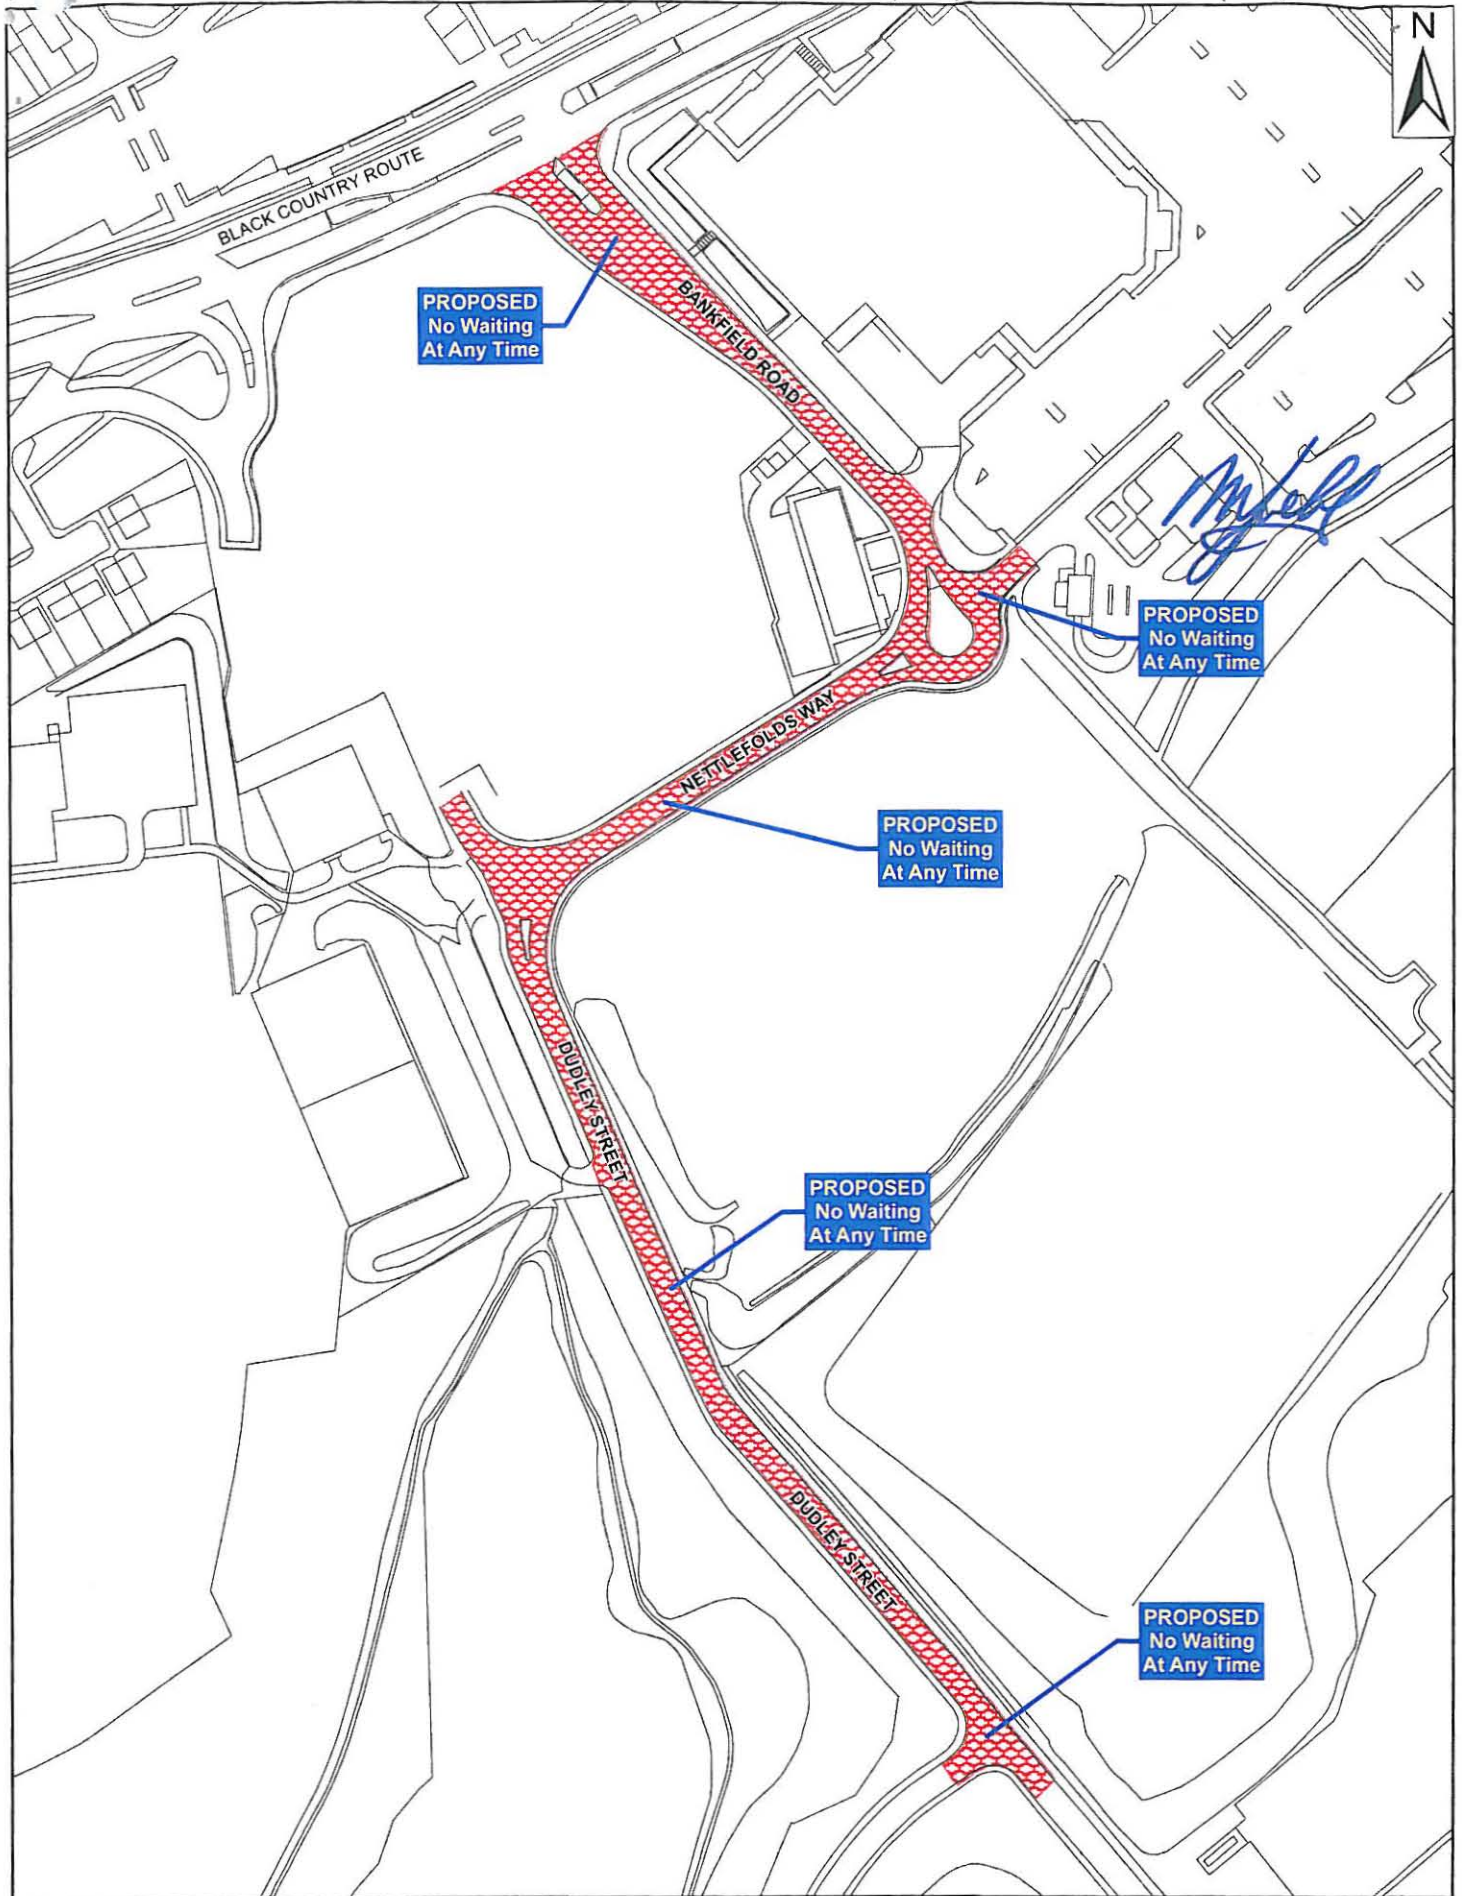 N
BLACK COUNTRY ROUTE
PROPOSED
No Waiting
At Any Time
BANKFIELD ROAD
PROPOSED
No Waiting
At Any Time
NETTLEFOLDS WAY
PROPOSED
No Waiting
At Any Time
DUDLEY STREET
PROPOSED
No Waiting
At Any Time
DUDLEY STREET
PROPOSED
No Waiting
At Any Time